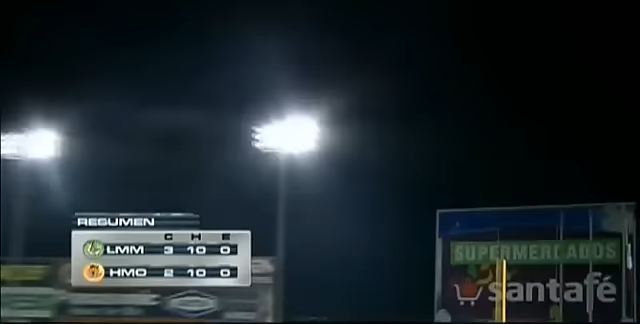 RESUMEN
C H E
LMM 3 10 0
HMO 2 10 0
SUPERMERCADOS
santafé